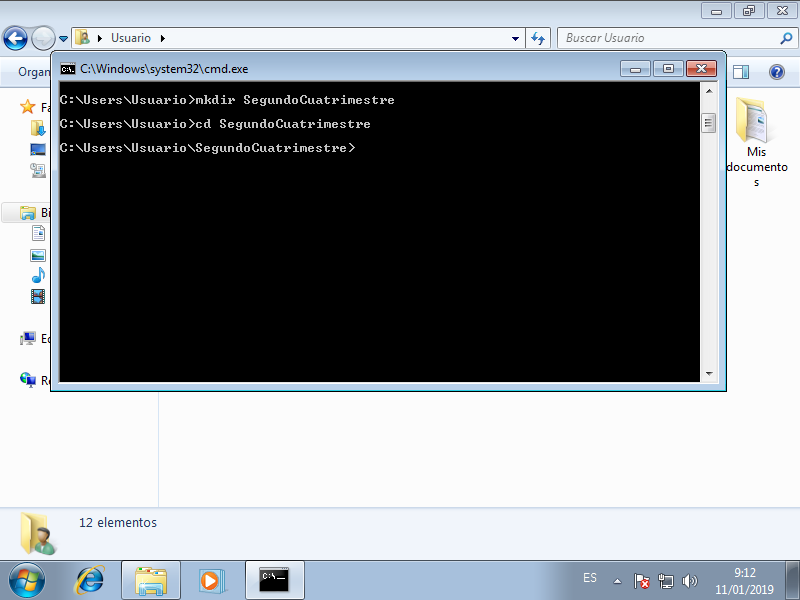 Usuario
Buscar Usuario
C:\Windows\system32\cmd.exe
C:\Users\Usuario>mkdir SegundoCuatrimestre
C:\Users\Usuario>cd SegundoCuatrimestre
C:\Users\Usuario\SegundoCuatrimestre>
Organ
Fa
Bi
Ec
Re
Mis
documento
s
12 elementos
C:\_
ES
9:12
11/01/2019